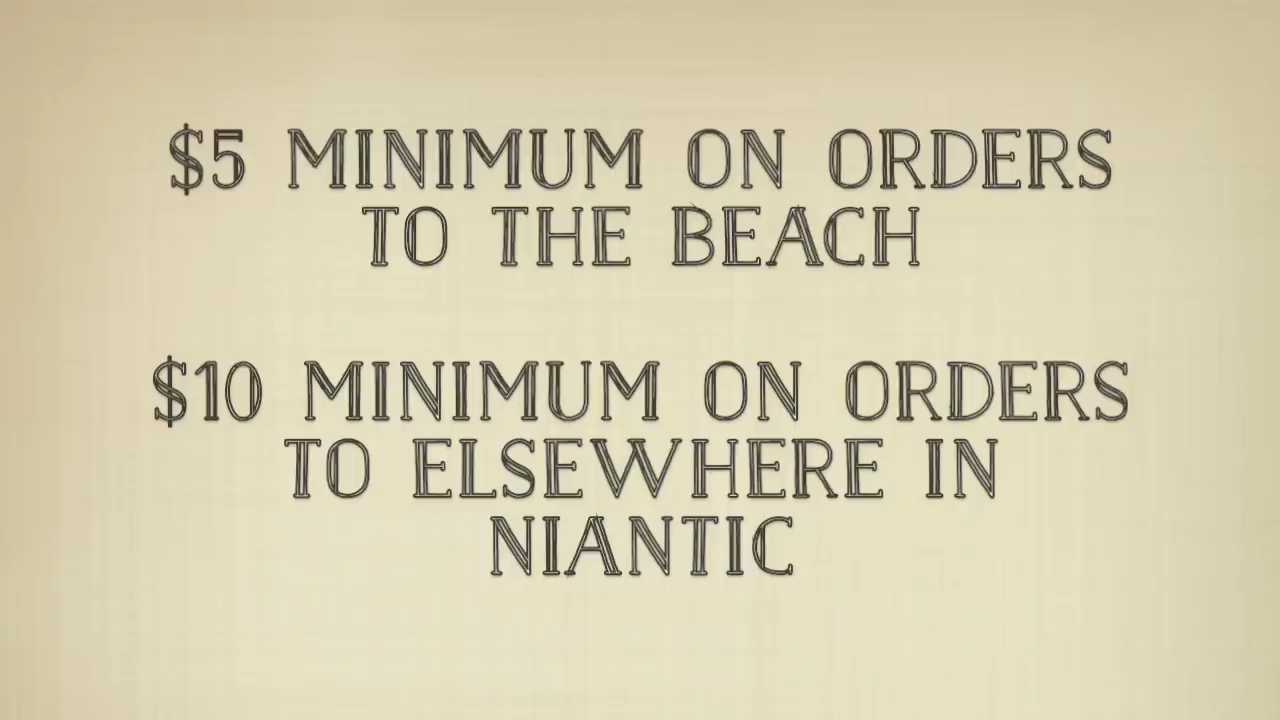 $5 MINIMUM ON ORDERS
TO THE BEACH
$10 MINIMUM ON ORDERS
TO ELSEWHERE IN
NIANTIC